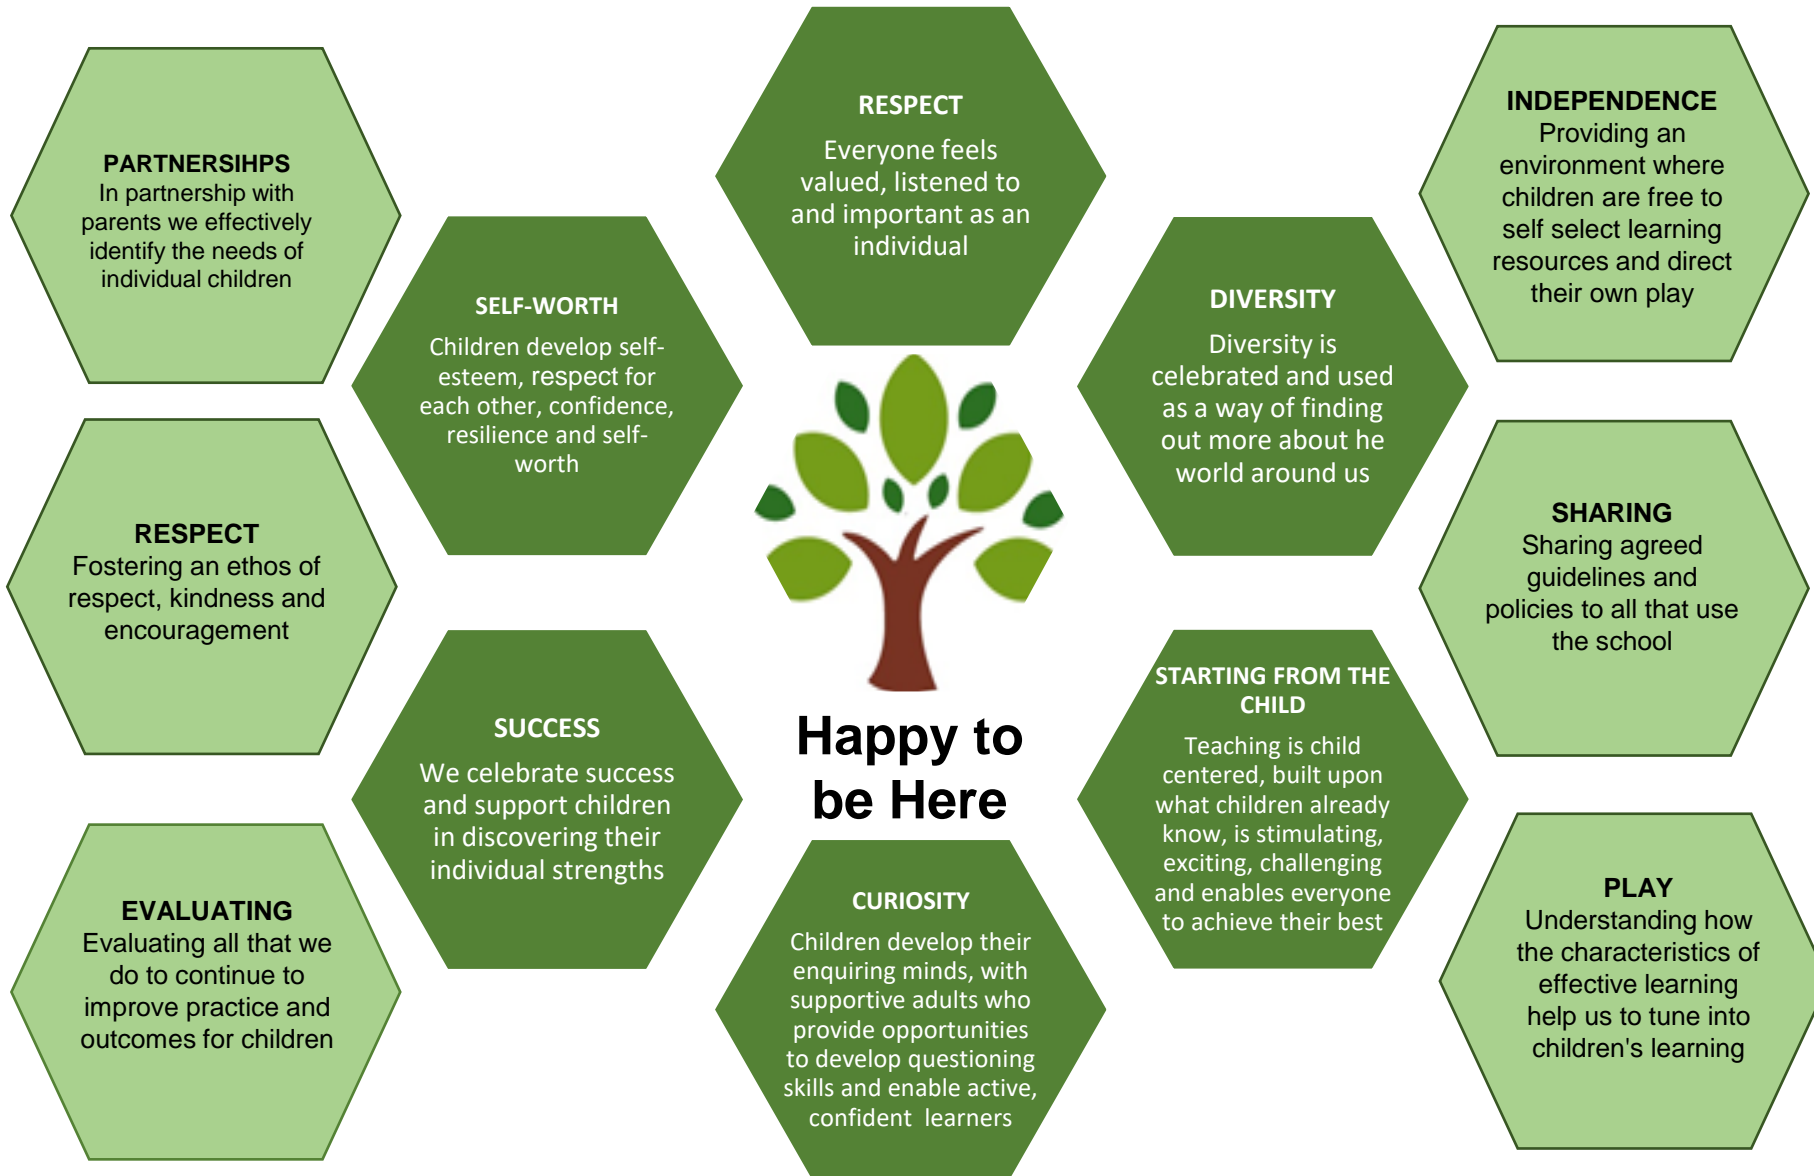 PARTNERSIHPS
In partnership with
parents we effectively
identify the needs of
individual children
RESPECT
Fostering an ethos of
respect, kindness and
encouragement
EVALUATING
Evaluating all that we
do to continue to
improve practice and
outcomes for children
SELF-WORTH
Children develop self-
esteem, respect for
each other, confidence,
resilience and self-
worth
SUCCESS
We celebrate success
and support children
in discovering their
individual strengths
RESPECT
Everyone feels
valued, listened to
and important as an
individual
Happy to
be Here
CURIOSITY
Children develop their
enquiring minds, with
supportive adults who
provide opportunities
to develop questioning
skills and enable active,
confident learners
DIVERSITY
Diversity is
celebrated and used
as a way of finding
out more about he
world around us
STARTING FROM THE
CHILD
Teaching is child
centered, built upon
what children already
know, is stimulating,
exciting, challenging
and enables everyone
to achieve their best
INDEPENDENCE
Providing an
environment where
children are free to
self select learning
resources and direct
their own play
SHARING
Sharing agreed
guidelines and
policies to all that use
the school
PLAY
Understanding how
the characteristics of
effective learning
help us to tune into
children's learning